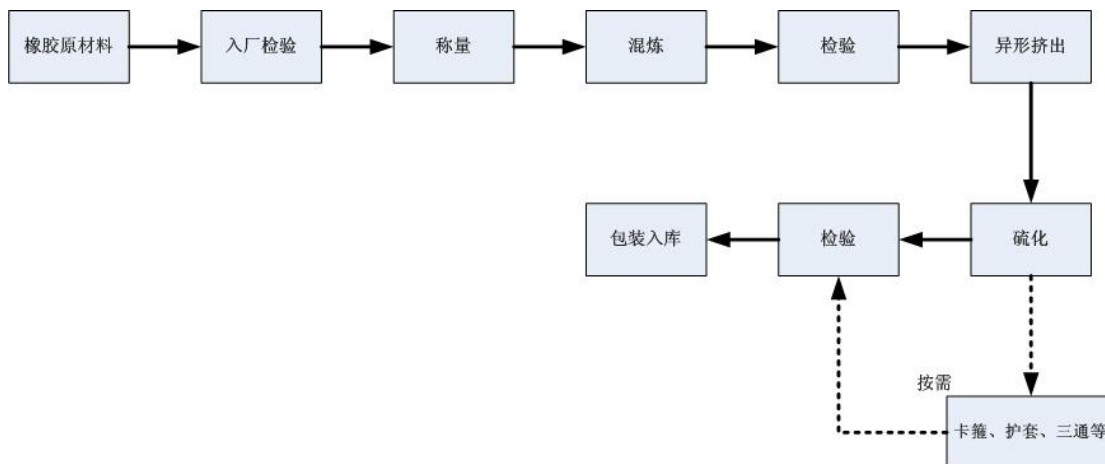 橡胶原材料
入厂检验
称量
混炼
检验
异形挤出
包装入库
检验
硫化
按需
卡箍、护套、三通等